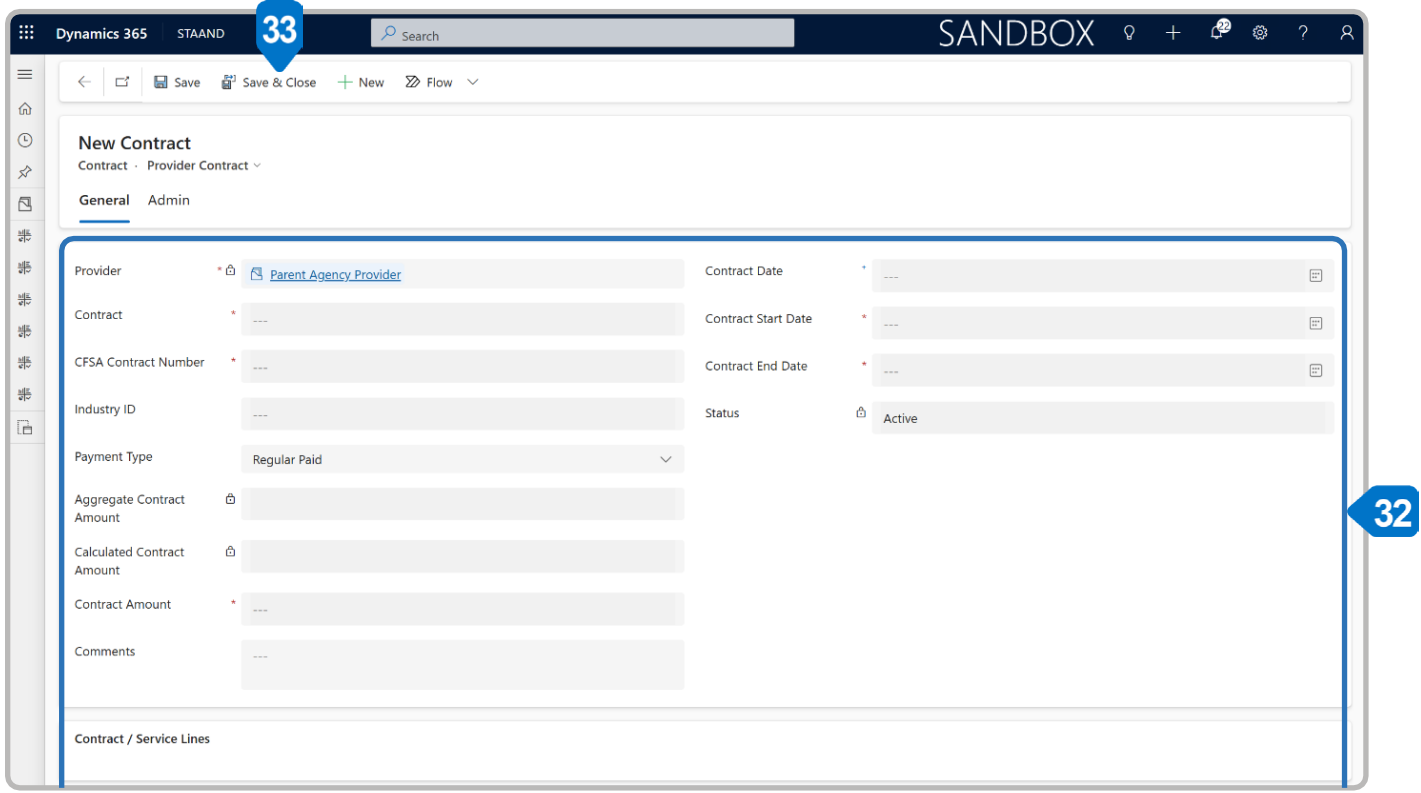 Dynamics 365 STAAND 33 Search SANDBOX 22
Save Save & Close New Flow
New Contract
Contract · Provider Contract
General Admin
Provider * Parent Agency Provider
Contract * ---
CFSA Contract Number * ---
Industry ID ---
Payment Type Regular Paid
Aggregate Contract
Amount
Calculated Contract
Amount
Contract Amount * ---
Comments ---
Contract Date * ---
Contract Start Date * ---
Contract End Date * ---
Status Active
32
Contract / Service Lines